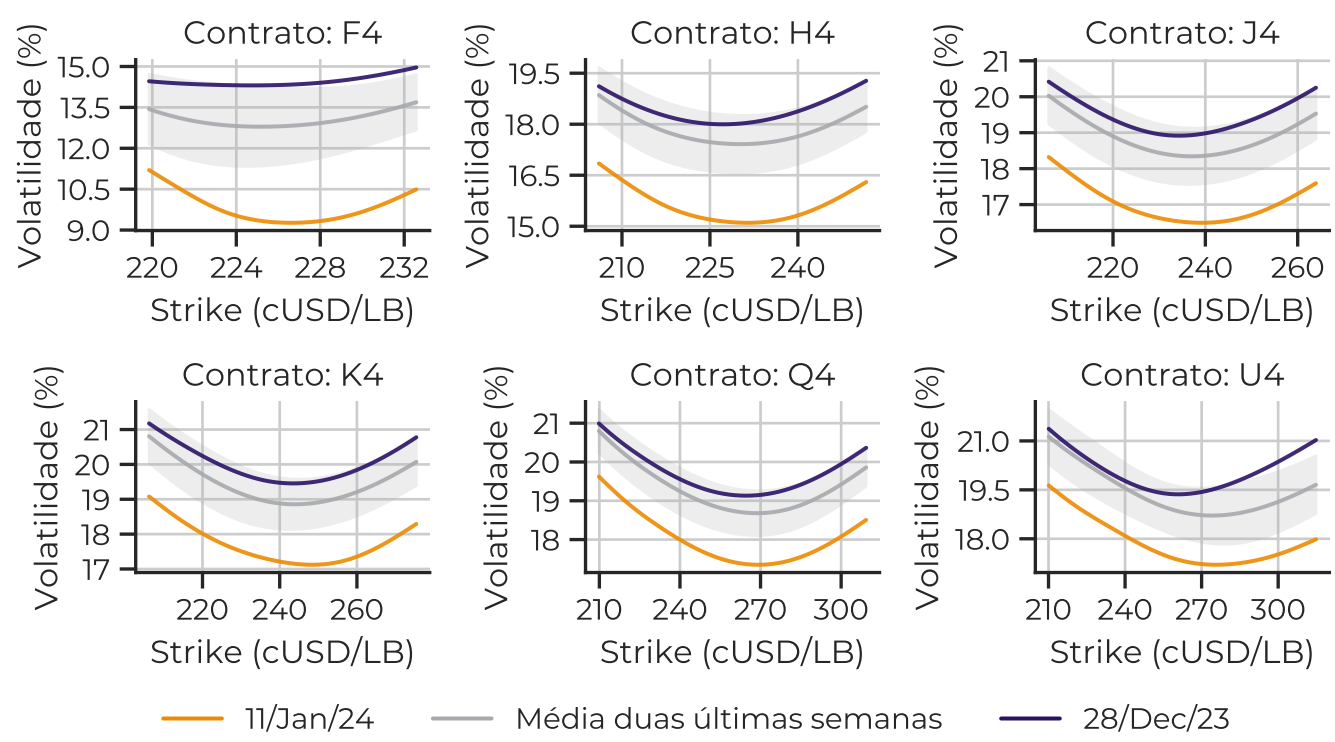 Contrato: F4
Volatilidade (%)
15.0
13.5
12.0
10.5
9.0
220 224 228 232
Strike (cUSD/LB)
Contrato: H4
Volatilidade (%)
19.5
18.0
16.5
15.0
210 225 240
Strike (cUSD/LB)
Contrato: J4
Volatilidade (%)
21
20
19
18
17
220 240 260
Strike (cUSD/LB)
Contrato: K4
Volatilidade (%)
21
20
19
18
17
220 240 260
Strike (cUSD/LB)
Contrato: Q4
Volatilidade (%)
21
20
19
18
210 240 270 300
Strike (cUSD/LB)
Contrato: U4
Volatilidade (%)
21.0
19.5
18.0
210 240 270 300
Strike (cUSD/LB)
11/Jan/24 Média duas últimas semanas 28/Dec/23